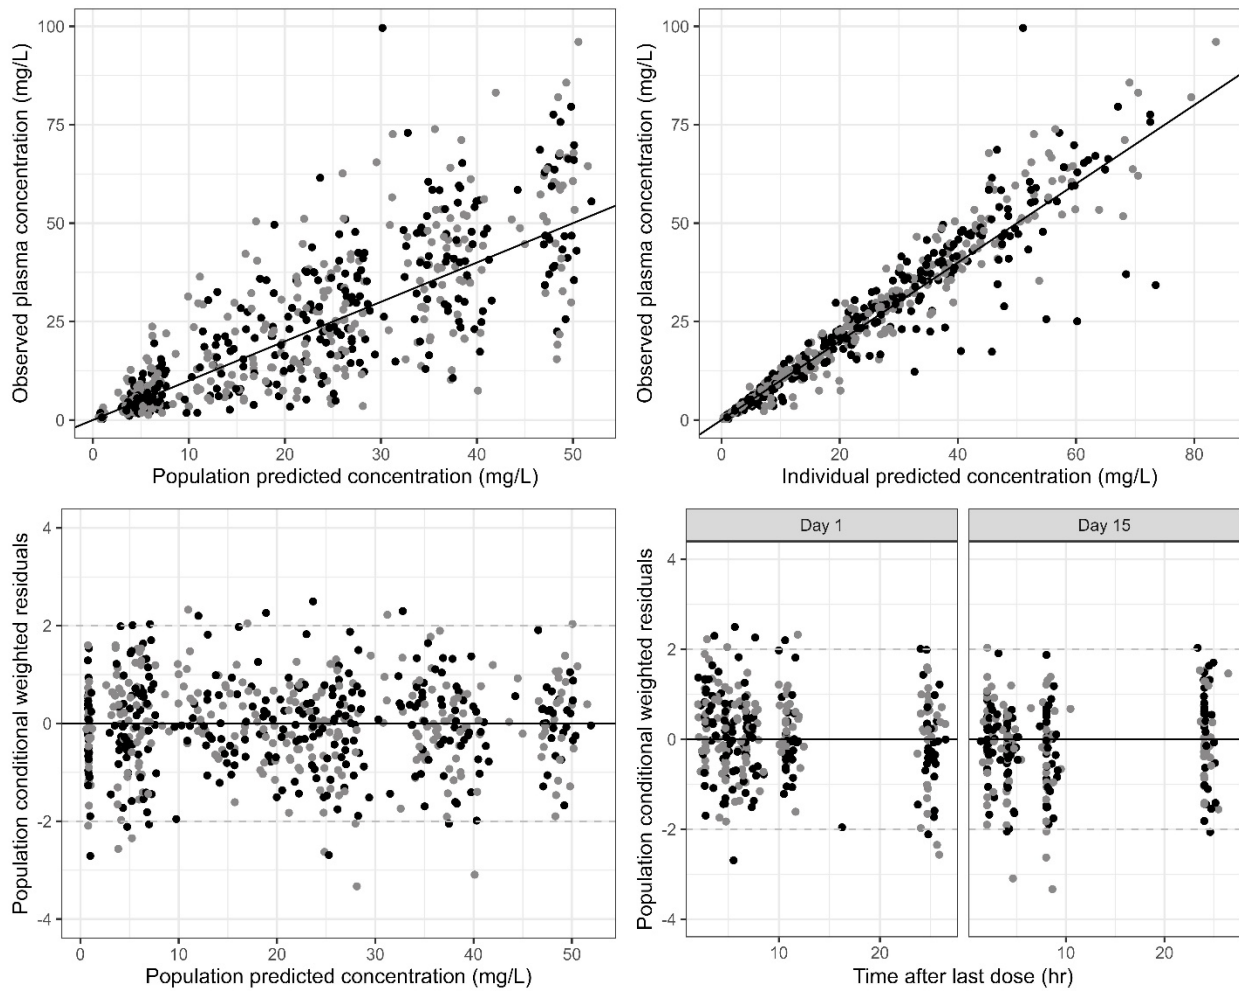 100
75
50
25
0
Observed plasma concentration (mg/L)
0 10 20 30 40 50
Population predicted concentration (mg/L)
100
75
50
25
0
Observed plasma concentration (mg/L)
0 20 40 60 80
Individual predicted concentration (mg/L)
4
2
0
-2
-4
Population conditional weighted residuals
0 10 20 30 40 50
Population predicted concentration (mg/L)
Day 1 Day 15
4
2
0
-2
-4
Population conditional weighted residuals
10 20 10 20
Time after last dose (hr)